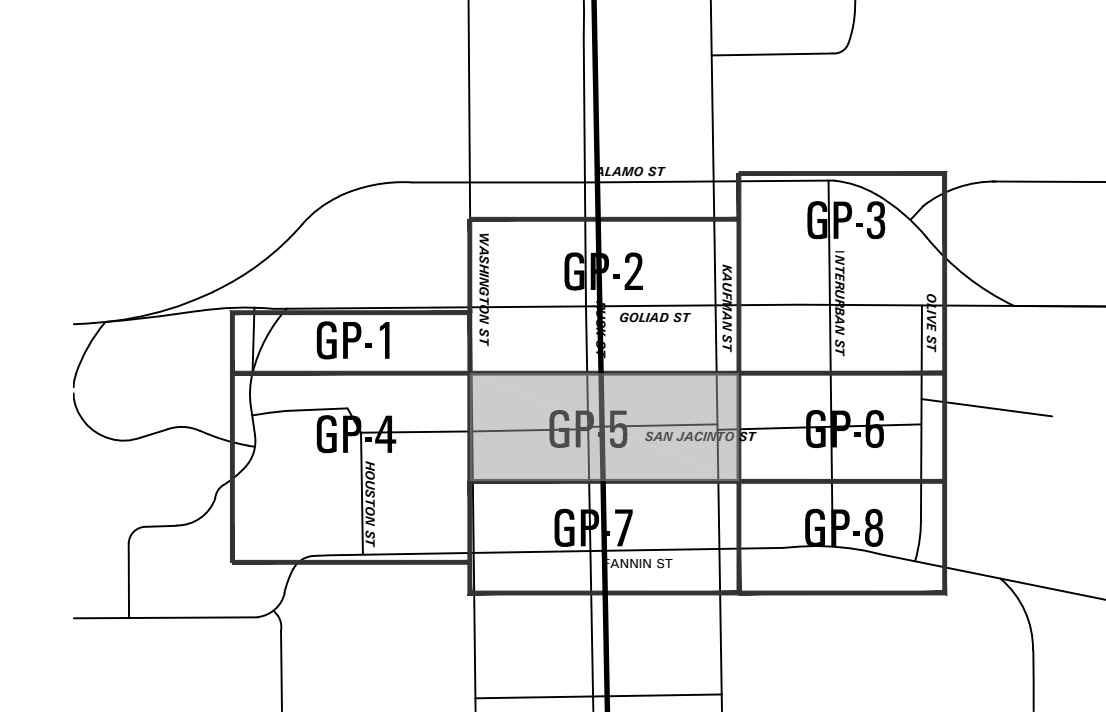 ALAMO ST
GP-3
WASHINGTON ST
GP-2
KAUFMAN ST
INTERURBAN ST
OLIVE ST
GOLIAD ST
GP-1
GP-4
GP-5
SAN JACINTO ST
GP-6
HOUSTON ST
GP-7
GP-8
FANNIN ST